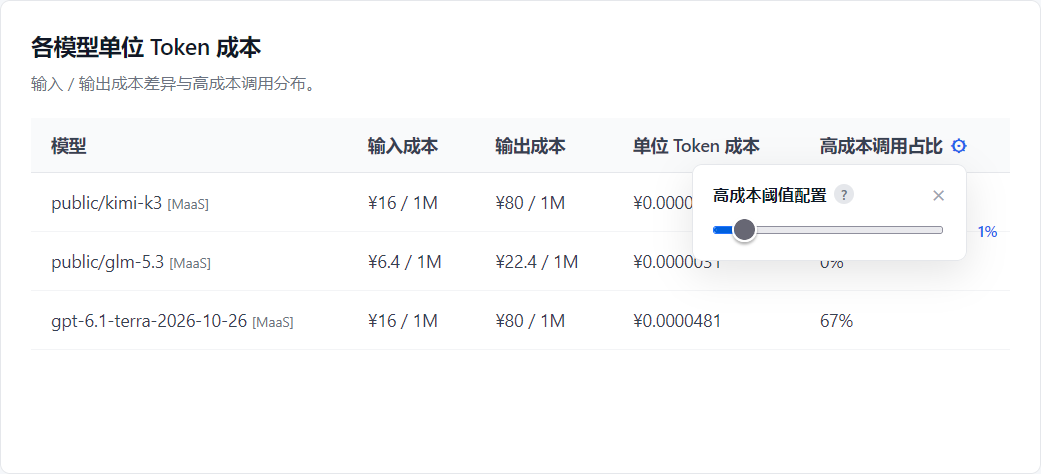 各模型单位 Token 成本
输入 / 输出成本差异与高成本调用分布。
模型 输入成本 输出成本 单位 Token 成本 高成本调用占比
高成本阈值配置 ? ×
public/kimi-k3 [MaaS] ¥16 / 1M ¥80 / 1M ¥0.0000
1%
public/glm-5.3 [MaaS] ¥6.4 / 1M ¥22.4 / 1M ¥0.0000031 0%
gpt-6.1-terra-2026-10-26 [MaaS] ¥16 / 1M ¥80 / 1M ¥0.0000481 67%